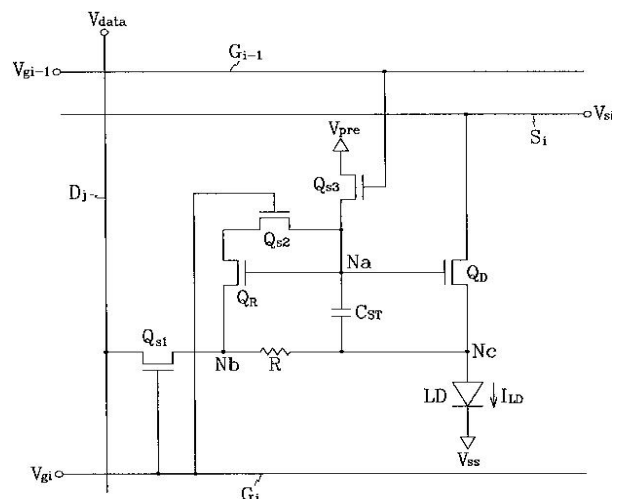 Vdata
Gi-1
Vgi-1
Vsi
Si
Vpre
Qs3
Dj
Qs2
Na
QR
QD
CST
Qs1
Nb
R
Nc
LD
ILD
Vss
Vgi
Gi